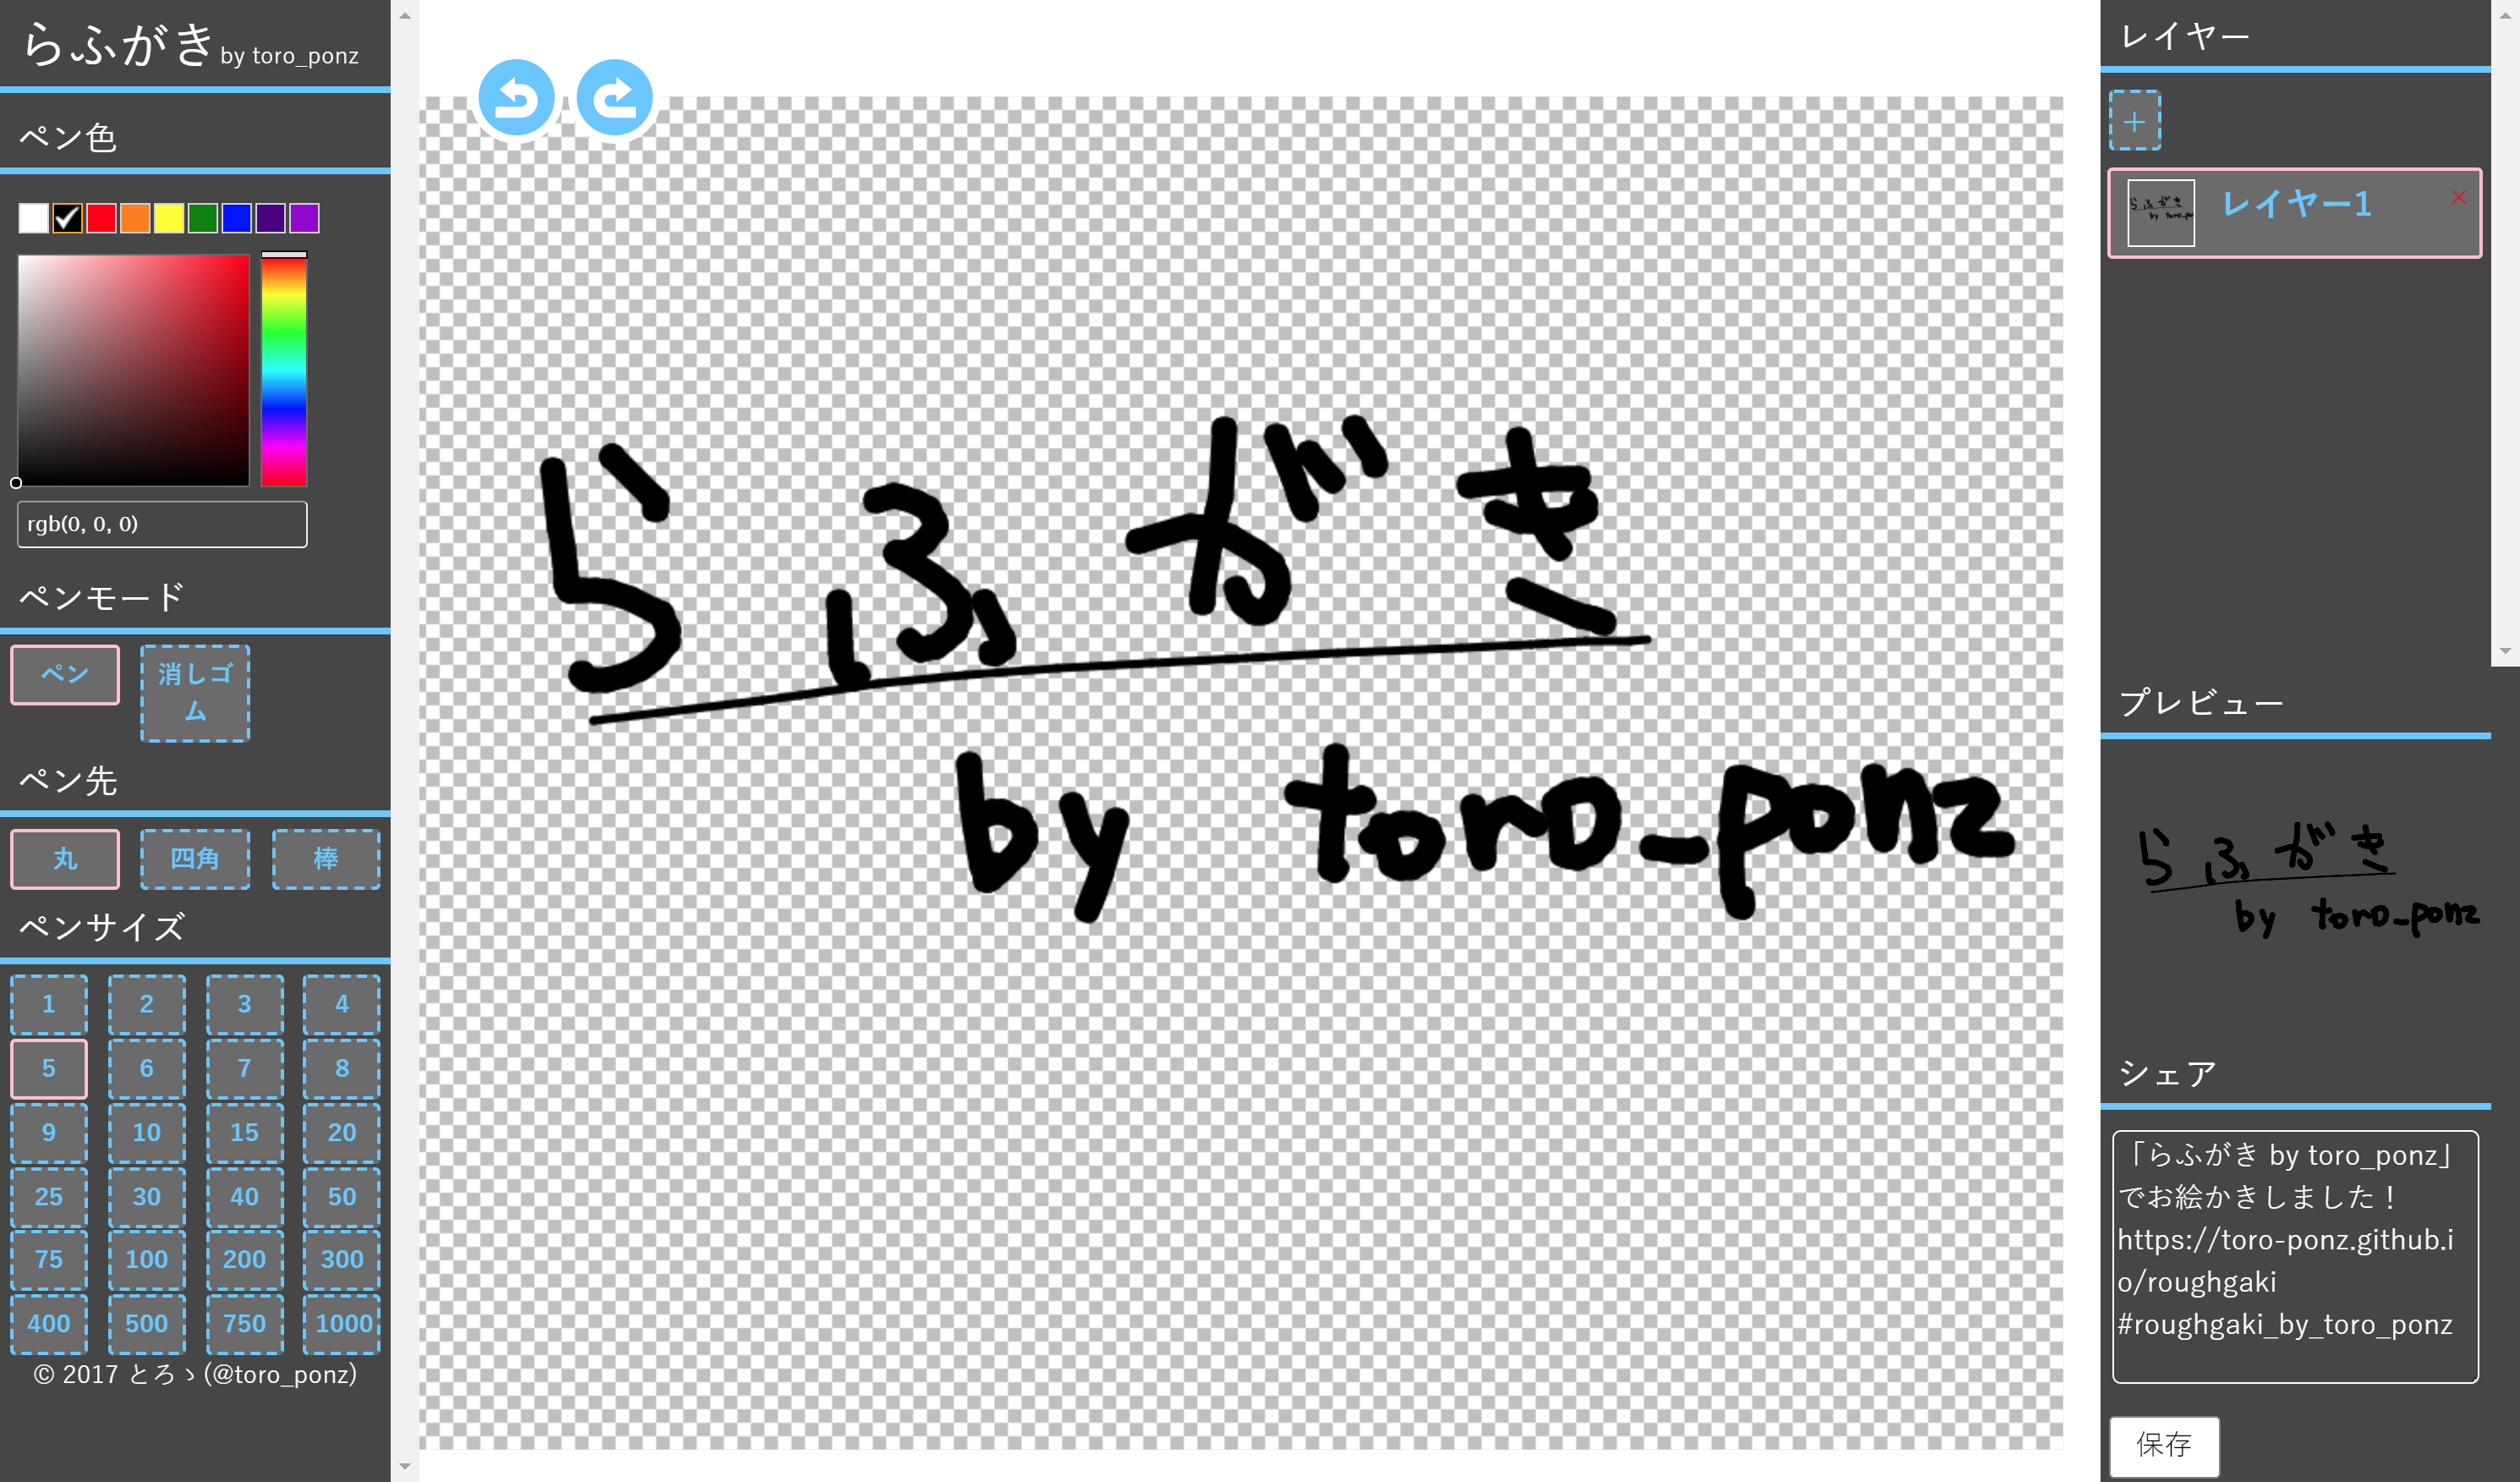 らふがき by toro_ponz
ペン色
rgb(0, 0, 0)
ペンモード
ペン 消しゴ
ム
ペン先
丸 四角 棒
ペンサイズ
1 2 3 4
5 6 7 8
9 10 15 20
25 30 40 50
75 100 200 300
400 500 750 1000
© 2017 とろゝ(@toro_ponz)
らふがき
by toro_ponz
レイヤー
+
らふがき
by toro_pon
レイヤー1 ×
プレビュー
らふがき
by toro_ponz
シェア
「らふがき by toro_ponz」
でお絵かきしました！
https://toro-ponz.github.i
o/roughgaki
#roughgaki_by_toro_ponz
保存